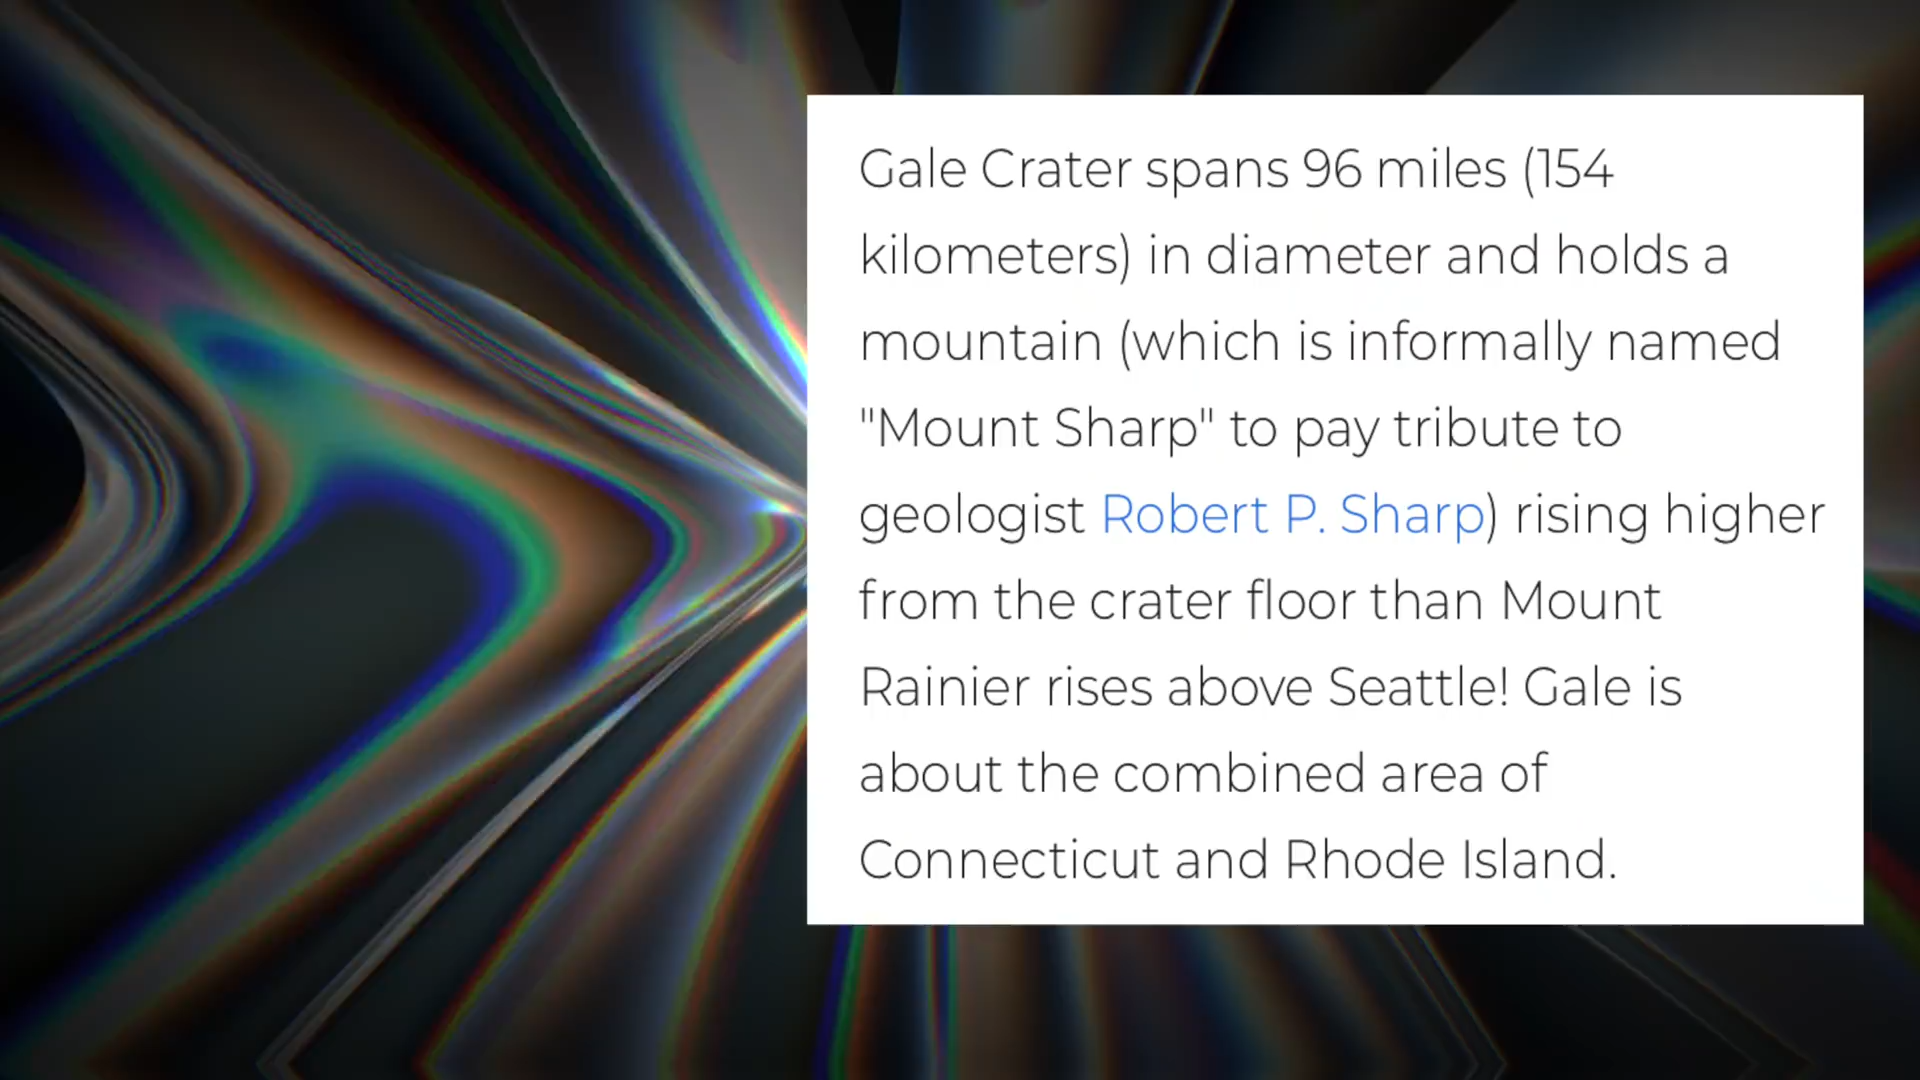 Gale Crater spans 96 miles (154
kilometers) in diameter and holds a
mountain (which is informally named
"Mount Sharp" to pay tribute to
geologist Robert P. Sharp) rising higher
from the crater floor than Mount
Rainier rises above Seattle! Gale is
about the combined area of
Connecticut and Rhode Island.